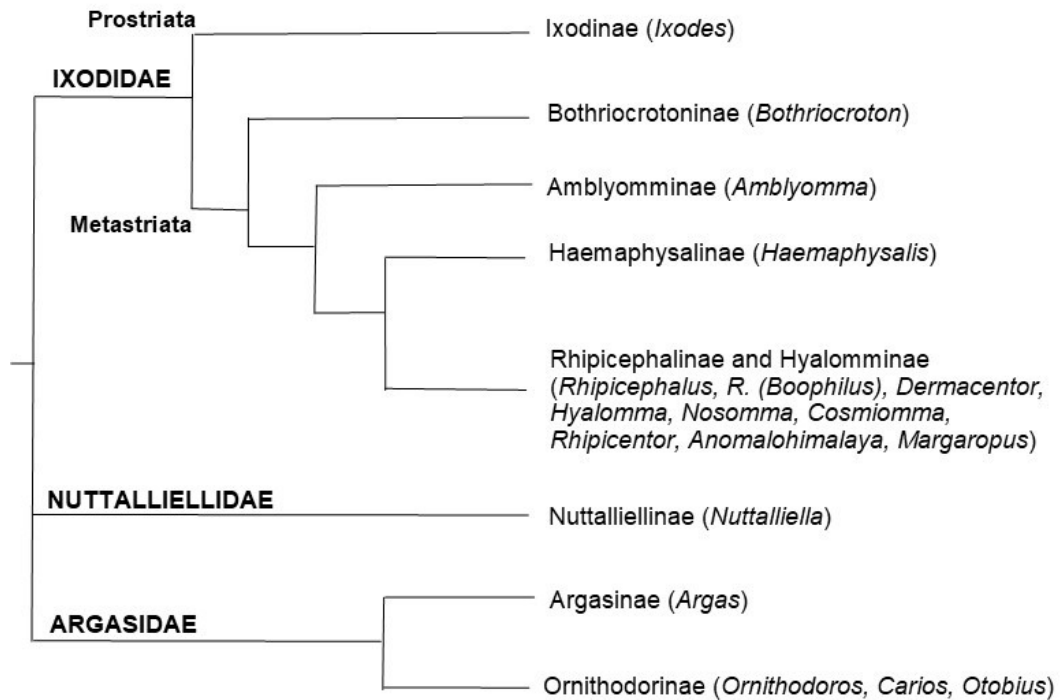 Prostriata
Ixodinae (Ixodes)
IXODIDAE
Bothriocrotoninae (Bothriocroton)
Amblyomminae (Amblyomma)
Metastriata
Haemaphysalinae (Haemaphysalis)
Rhipicephalinae and Hyalomminae
(Rhipicephalus, R. (Boophilus), Dermacentor,
Hyalomma, Nosomma, Cosmiomma,
Rhipicentor, Anomalohimalaya, Margaropus)
NUTTALLIELLIDAE
Nuttalliellinae (Nuttalliella)
Argasinae (Argas)
ARGASIDAE
Ornithodorinae (Ornithodoros, Carios, Otobius)